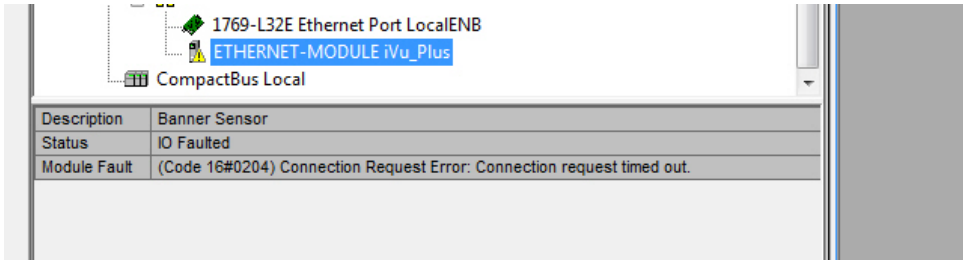 1769-L32E Ethernet Port LocalENB
ETHERNET-MODULE iVu_Plus
CompactBus Local
Description Banner Sensor
Status IO Faulted
Module Fault (Code 16#0204) Connection Request Error: Connection request timed out.